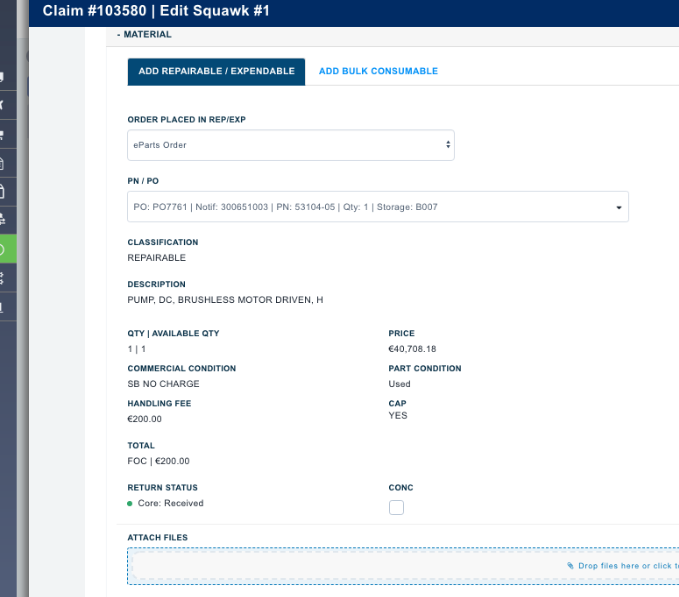 Claim #103580 | Edit Squawk #1
- MATERIAL
ADD REPAIRABLE / EXPENDABLE
ADD BULK CONSUMABLE
ORDER PLACED IN REP/EXP
eParts Order
PN / PO
PO: PO7761 | Notif: 300651003 | PN: 53104-05 | Qty: 1 | Storage: B007
CLASSIFICATION
REPAIRABLE
DESCRIPTION
PUMP, DC, BRUSHLESS MOTOR DRIVEN, H
QTY | AVAILABLE QTY
1 | 1
PRICE
€40,708.18
COMMERCIAL CONDITION
SB NO CHARGE
PART CONDITION
Used
HANDLING FEE
€200.00
CAP
YES
TOTAL
FOC | €200.00
RETURN STATUS
Core: Received
CONC
ATTACH FILES
Drop files here or click t